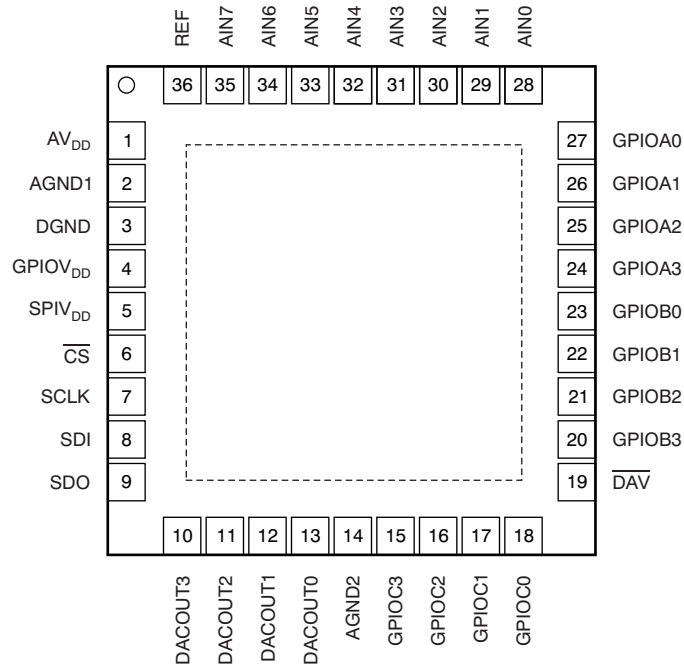 REF AIN7 AIN6 AIN5 AIN4 AIN3 AIN2 AIN1 AIN0
36 35 34 33 32 31 30 29 28
AVDD 1 27 GPIOA0
AGND1 2 26 GPIOA1
DGND 3 25 GPIOA2
GPIOVDD 4 24 GPIOA3
SPIVDD 5 23 GPIOB0
C̅S̅ 6 22 GPIOB1
SCLK 7 21 GPIOB2
SDI 8 20 GPIOB3
SDO 9 19 D̅A̅V̅
10 11 12 13 14 15 16 17 18
DACOUT3 DACOUT2 DACOUT1 DACOUT0 AGND2 GPIOC3 GPIOC2 GPIOC1 GPIOC0